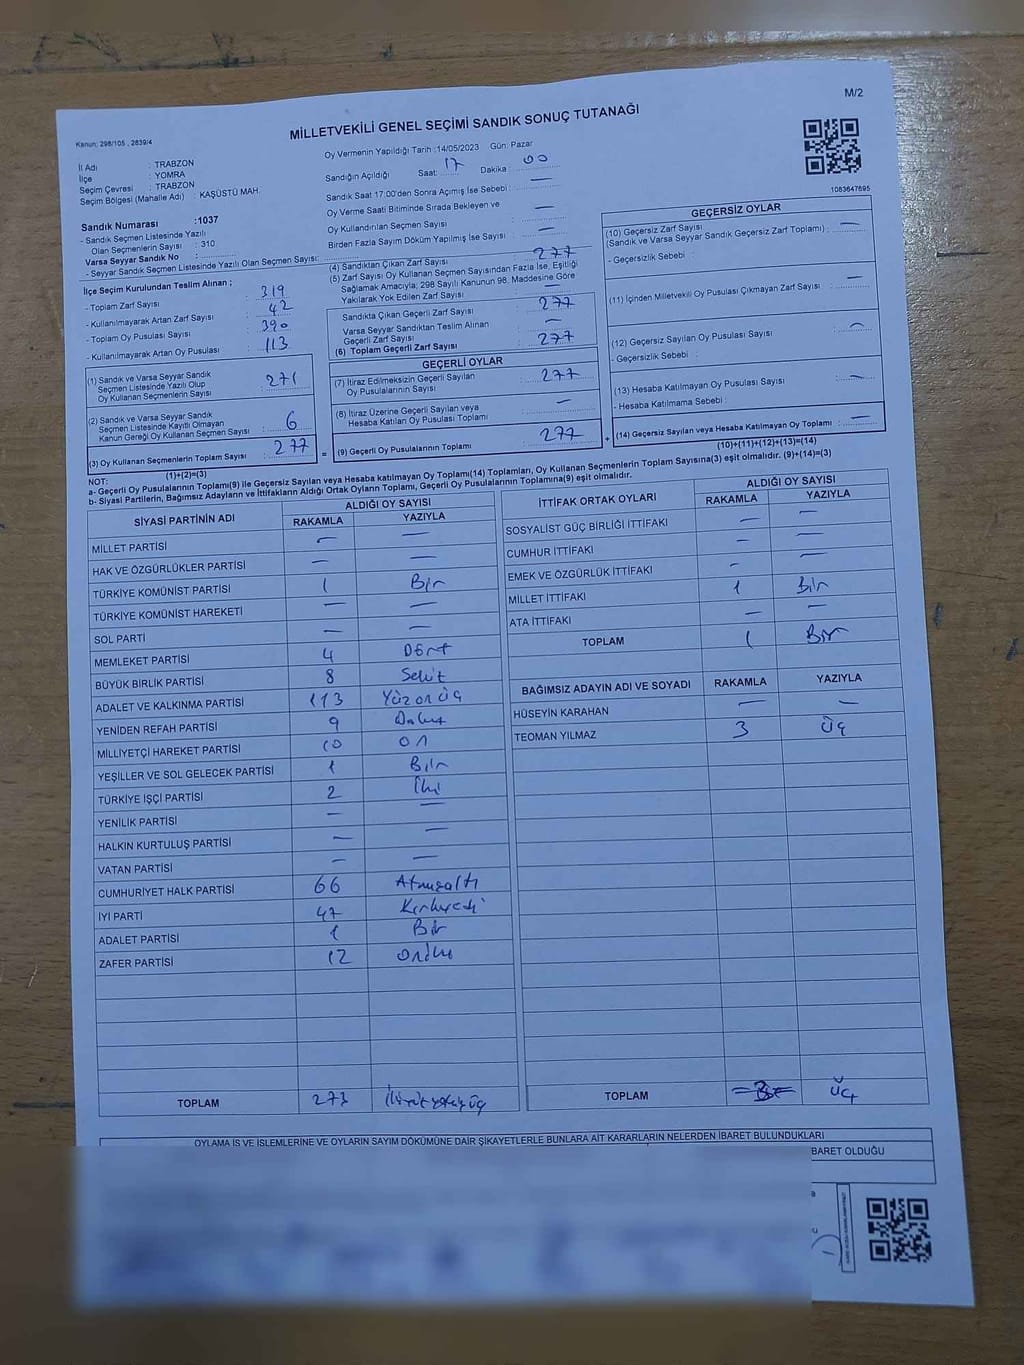 M/2
MİLLETVEKİLİ GENEL SEÇİMİ SANDIK SONUÇ TUTANAĞI
Kanun; 298/105 , 2839/4
İl Adı : TRABZON
İlçe : YOMRA
Seçim Çevresi : TRABZON
Seçim Bölgesi (Mahalle Adı) : KAŞÜSTÜ MAH.
Oy Vermenin Yapıldığı Tarih :14/05/2023 Gün: Pazar
Sandığın Açıldığı Saat: 17 Dakika : 00
Sandık Saat 17:00'den Sonra Açımış İse Sebebi : —
Oy Verme Saati Bitiminde Sırada Bekleyen ve
Oy Kullandırılan Seçmen Sayısı : —
Birden Fazla Sayım Döküm Yapılmış İse Sayısı : —
1083647695
Sandık Numarası :1037
- Sandık Seçmen Listesinde Yazılı
Olan Seçmenlerin Sayısı : 310
Varsa Seyyar Sandık No :
- Seyyar Sandık Seçmen Listesinde Yazılı Olan Seçmen Sayısı:
İlçe Seçim Kurulundan Teslim Alınan ;
- Toplam Zarf Sayısı : 319
- Kullanılmayarak Artan Zarf Sayısı : 42
- Toplam Oy Pusulası Sayısı : 390
- Kullanılmayarak Artan Oy Pusulası : 113
(1) Sandık ve Varsa Seyyar Sandık
Seçmen Listesinde Yazılı Olup
Oy Kullanan Seçmenlerin Sayısı : 271
(2) Sandık ve Varsa Seyyar Sandık
Seçmen Listesinde Kayıtlı Olmayan
Kanun Gereği Oy Kullanan Seçmen Sayısı : 6
(3) Oy Kullanan Seçmenlerin Toplam Sayısı : 277
(1)+(2)=(3)
(4) Sandıktan Çıkan Zarf Sayısı : 277
(5) Zarf Sayısı Oy Kullanan Seçmen Sayısından Fazla İse, Eşitliği
Sağlamak Amacıyla; 298 Sayılı Kanunun 98. Maddesine Göre
Yakılarak Yok Edilen Zarf Sayısı : —
Sandıkta Çıkan Geçerli Zarf Sayısı : 277
Varsa Seyyar Sandıktan Teslim Alınan
Geçerli Zarf Sayısı : —
(6) Toplam Geçerli Zarf Sayısı : 277
GEÇERLİ OYLAR
(7) İtiraz Edilmeksizin Geçerli Sayılan
Oy Pusulalarının Sayısı : 277
(8) İtiraz Üzerine Geçerli Sayılan veya
Hesaba Katılan Oy Pusulası Toplamı : —
(9) Geçerli Oy Pusulalarının Toplamı : 277
GEÇERSİZ OYLAR
(10) Geçersiz Zarf Sayısı
(Sandık ve Varsa Seyyar Sandık Geçersiz Zarf Toplamı) : —
- Geçersizlik Sebebi :
(11) İçinden Milletvekili Oy Pusulası Çıkmayan Zarf Sayısı : —
(12) Geçersiz Sayılan Oy Pusulası Sayısı : —
- Geçersizlik Sebebi :
(13) Hesaba Katılmayan Oy Pusulası Sayısı : —
- Hesaba Katılmama Sebebi :
(14) Geçersiz Sayılan veya Hesaba Katılmayan Oy Toplamı : —
(10)+(11)+(12)+(13)=(14)
NOT:
a- Geçerli Oy Pusulalarının Toplamı(9) ile Geçersiz Sayılan veya Hesaba katılmayan Oy Toplamı(14) Toplamları, Oy Kullanan Seçmenlerin Toplam Sayısına(3) eşit olmalıdır. (9)+(14)=(3)
b- Siyasi Partilerin, Bağımsız Adayların ve İttifakların Aldığı Ortak Oyların Toplamı, Geçerli Oy Pusulalarının Toplamına(9) eşit olmalıdır.
SİYASİ PARTİNİN ADI ALDIĞI OY SAYISI
RAKAMLA YAZIYLA
MİLLET PARTİSİ — —
HAK VE ÖZGÜRLÜKLER PARTİSİ — —
TÜRKİYE KOMÜNİST PARTİSİ 1 Bir
TÜRKİYE KOMÜNİST HAREKETİ — —
SOL PARTİ — —
MEMLEKET PARTİSİ 4 Dört
BÜYÜK BİRLİK PARTİSİ 8 Sekiz
ADALET VE KALKINMA PARTİSİ 113 Yüz on üç
YENİDEN REFAH PARTİSİ 9 Dokuz
MİLLİYETÇİ HAREKET PARTİSİ 10 on
YEŞİLLER VE SOL GELECEK PARTİSİ 1 Bir
TÜRKİYE İŞÇİ PARTİSİ 2 İki
YENİLİK PARTİSİ — —
HALKIN KURTULUŞ PARTİSİ — —
VATAN PARTİSİ — —
CUMHURİYET HALK PARTİSİ 66 Atmışaltı
İYİ PARTİ 47 Kırkyedi
ADALET PARTİSİ 1 Bir
ZAFER PARTİSİ 12 oniki
TOPLAM 273 İkiyüz yetmiş üç
İTTİFAK ORTAK OYLARI ALDIĞI OY SAYISI
RAKAMLA YAZIYLA
SOSYALİST GÜÇ BİRLİĞİ İTTİFAKI — —
CUMHUR İTTİFAKI — —
EMEK VE ÖZGÜRLÜK İTTİFAKI — —
MİLLET İTTİFAKI 1 Bir
ATA İTTİFAKI — —
TOPLAM 1 Bir
BAĞIMSIZ ADAYIN ADI VE SOYADI RAKAMLA YAZIYLA
HÜSEYİN KARAHAN — —
TEOMAN YILMAZ 3 üç
TOPLAM =3= üç
OYLAMA İŞ VE İŞLEMLERİNE VE OYLARIN SAYIM DÖKÜMÜNE DAİR ŞİKAYETLERLE BUNLARA AİT KARARLARIN NELERDEN İBARET BULUNDUKLARI
BARET OLDUĞU